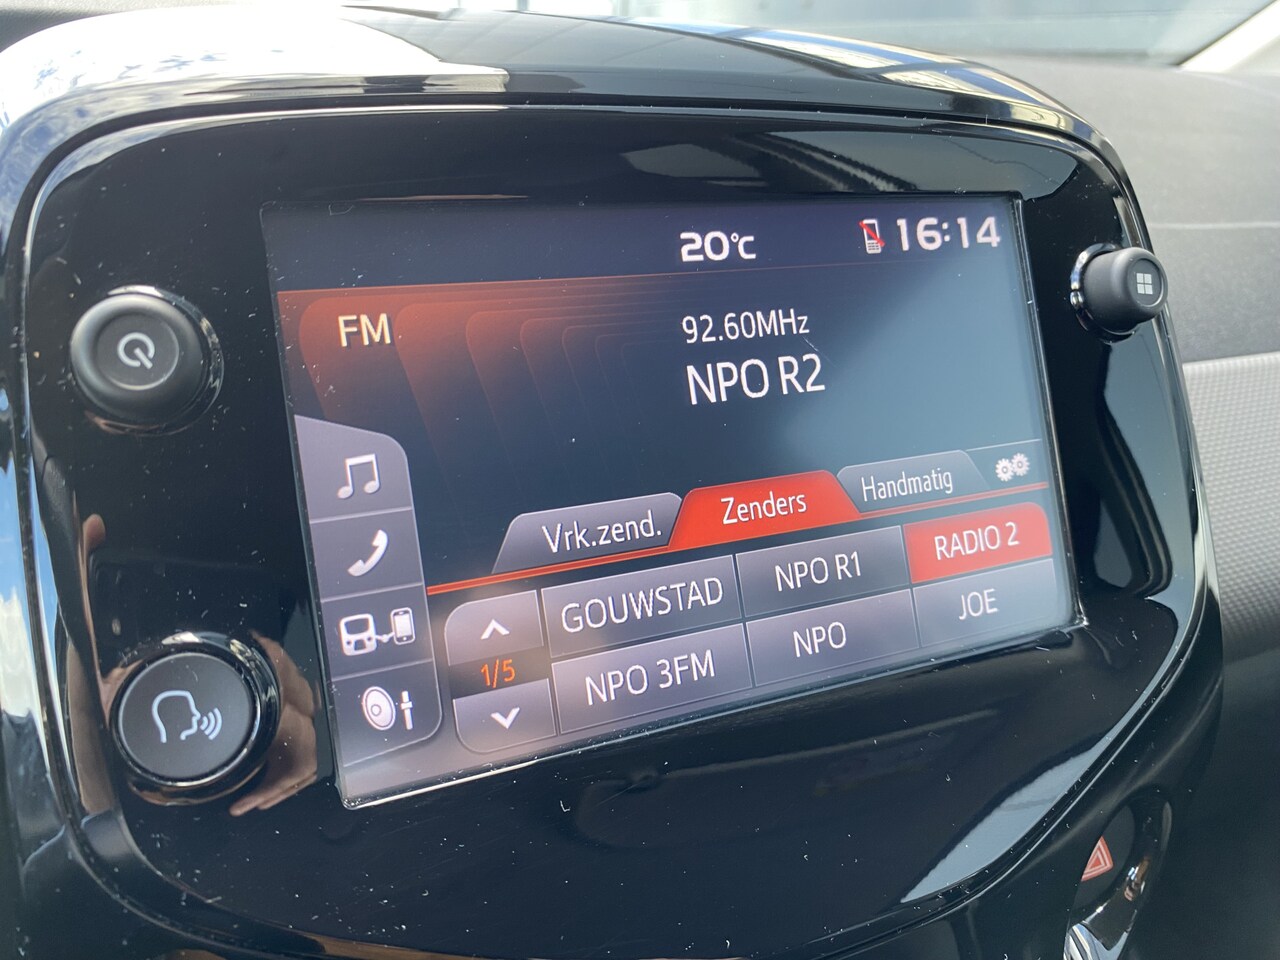 20°C
16:14
FM
92.60MHz
NPO R2
Vrk.zend.
Zenders
Handmatig
GOUWSTAD
NPO R1
RADIO 2
1/5
NPO 3FM
NPO
JOE